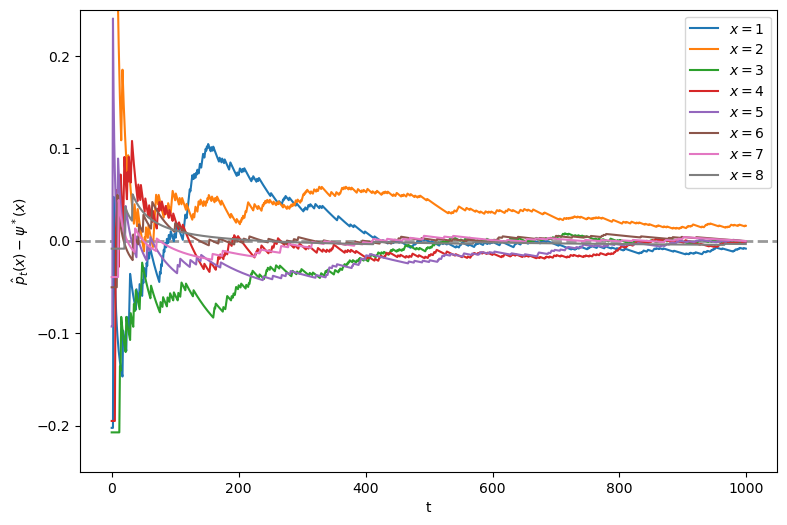 x = 1
x = 2
x = 3
x = 4
x = 5
x = 6
x = 7
x = 8
0.2
0.1
0.0
−0.1
−0.2
p̂ₜ(x) − ψ*(x)
0 200 400 600 800 1000
t